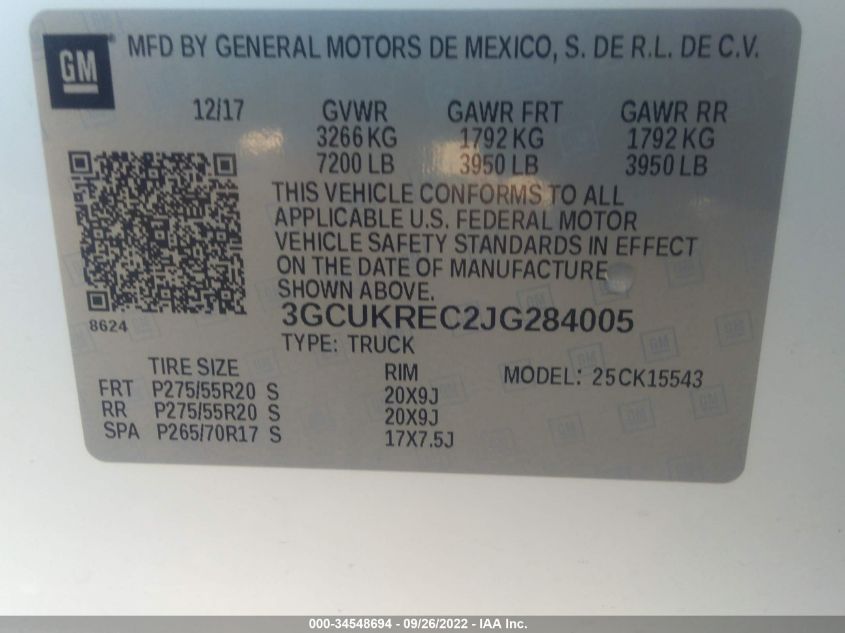 GM
MFD BY GENERAL MOTORS DE MEXICO, S. DE R.L. DE C.V.
12/17 GVWR GAWR FRT GAWR RR
3266 KG 1792 KG 1792 KG
7200 LB 3950 LB 3950 LB
THIS VEHICLE CONFORMS TO ALL
APPLICABLE U.S. FEDERAL MOTOR
VEHICLE SAFETY STANDARDS IN EFFECT
ON THE DATE OF MANUFACTURE
SHOWN ABOVE.
8624
3GCUKREC2JG284005
TYPE: TRUCK
TIRE SIZE RIM MODEL: 25CK15543
FRT P275/55R20 S 20X9J
RR P275/55R20 S 20X9J
SPA P265/70R17 S 17X7.5J
000-34548694 - 09/26/2022 - IAA Inc.